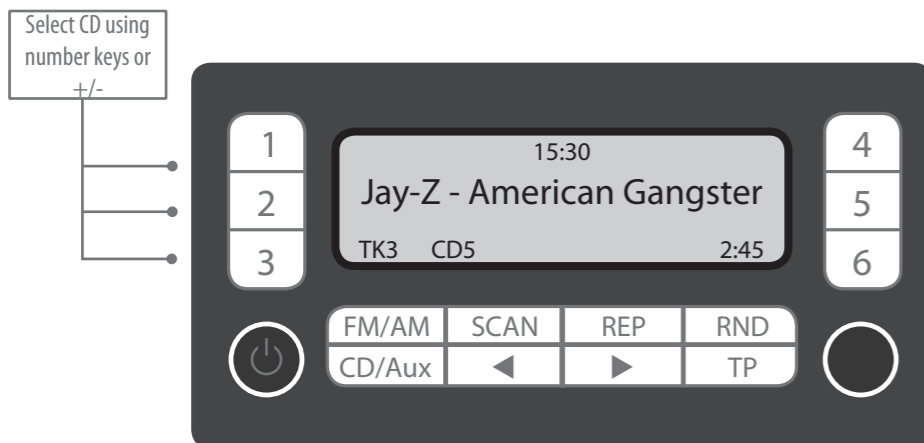 Select CD using
number keys or
+/-
1
2
3
15:30
Jay-Z - American Gangster
TK3 CD5 2:45
4
5
6
FM/AM SCAN REP RND
CD/Aux ◀ ▶ TP